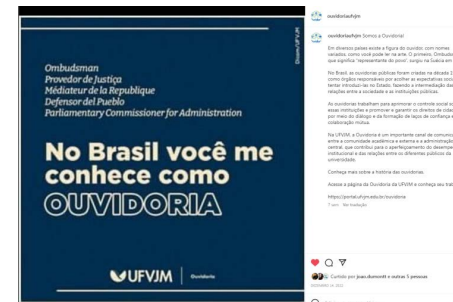 Ombudsman
Provedor de Justiça
Médiateur de la Republique
Defensor del Pueblo
Parliamentary Commissioner for Administration
No Brasil você me
conhece como
OUVIDORIA
UFVJM
Ouvidoria
Dicom/UFVJM
ouvidoriaufvjm
ouvidoriaufvjm Somos a Ouvidoria!
Em diversos países existe a figura do ouvidor, com nomes
variados, como você pode ler na arte. O primeiro, Ombuds
que significa "representante do povo", surgiu na Suécia em
No Brasil, as ouvidorias públicas foram criadas na década
como órgãos responsáveis por acolher as expectativas soc
tentar introduzi-las no Estado, fazendo a intermediação das
relações entre a sociedade e as instituições públicas.
As ouvidorias trabalham para aprimorar o controle social
essas instituições e promover a garantir os direitos de
por meio do diálogo e da formação de laços de confiança e
colaboração mútua.
Na UFVJM, a Ouvidoria é um importante canal de comunic
entre a comunidade acadêmica e externa e a administração
central, que contribui para o aperfeiçoamento do desempe
institucional e das relações entre os diferentes públicos da
universidade.
Conheça mais sobre a história das ouvidorias.
Acesse a página da Ouvidoria da UFVJM e conheça seu
https://portal.ufvjm.edu.br/ouvidoria
Ver tradução
Curtido por joao.dumont1 e outras 5 pessoas